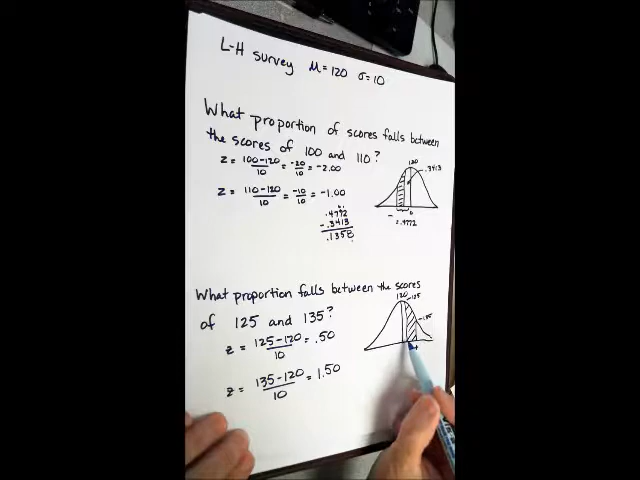 L-H survey μ = 120 σ = 10
What proportion of scores falls between
the scores of 100 and 110?
z = 100-120/10 = -20/10 = -2.00
z = 110-120/10 = -10/10 = -1.00
.4772
- .3413
.1358
120
.3413
-
= .4772
What proportion falls between the scores
of 125 and 135?
z = 125-120/10 = .50
z = 135-120/10 = 1.50
120
-125
-135